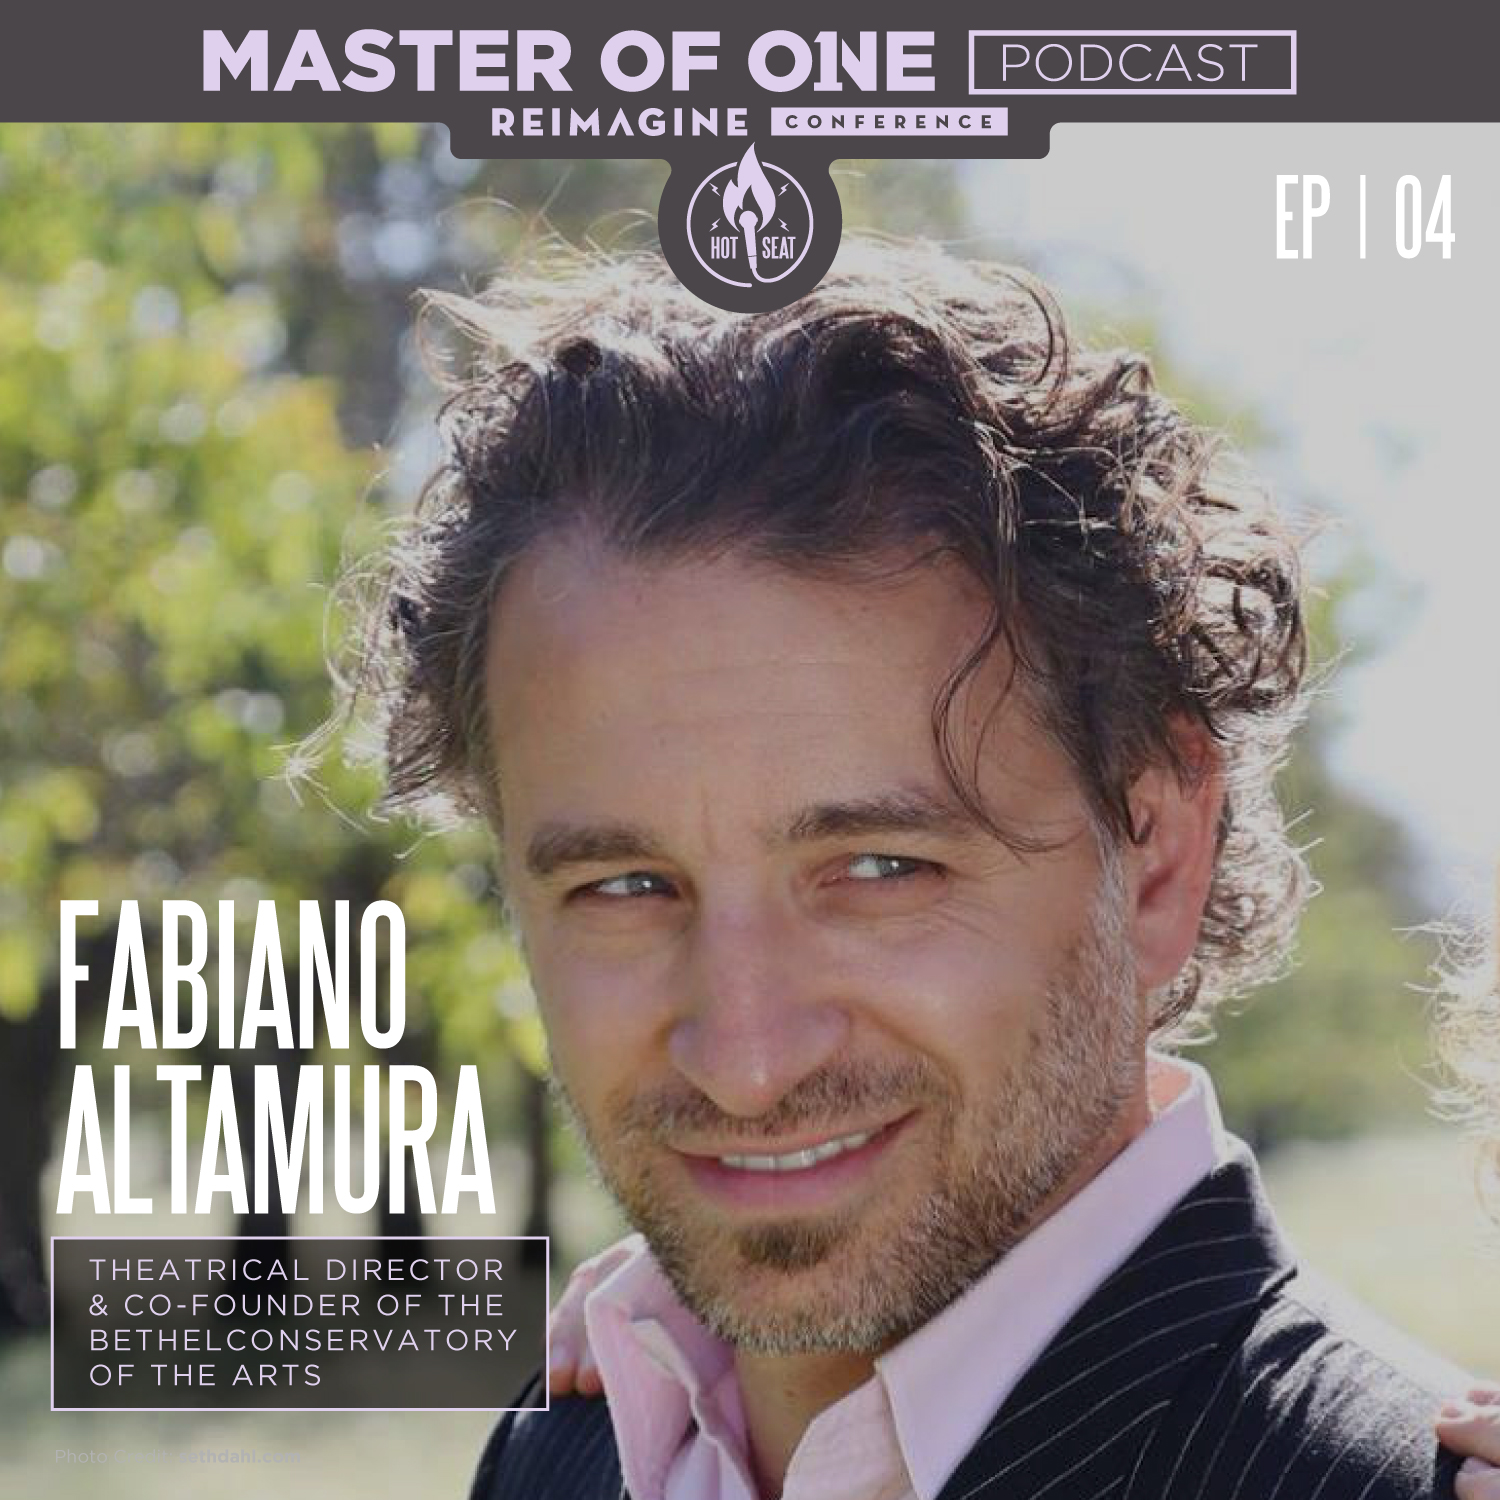 MASTER OF ONE PODCAST
REIMAGINE CONFERENCE
HOT SEAT
EP | 04
FABIANO
ALTAMURA
THEATRICAL DIRECTOR
& CO-FOUNDER OF THE
BETHELCONSERVATORY
OF THE ARTS
Photo